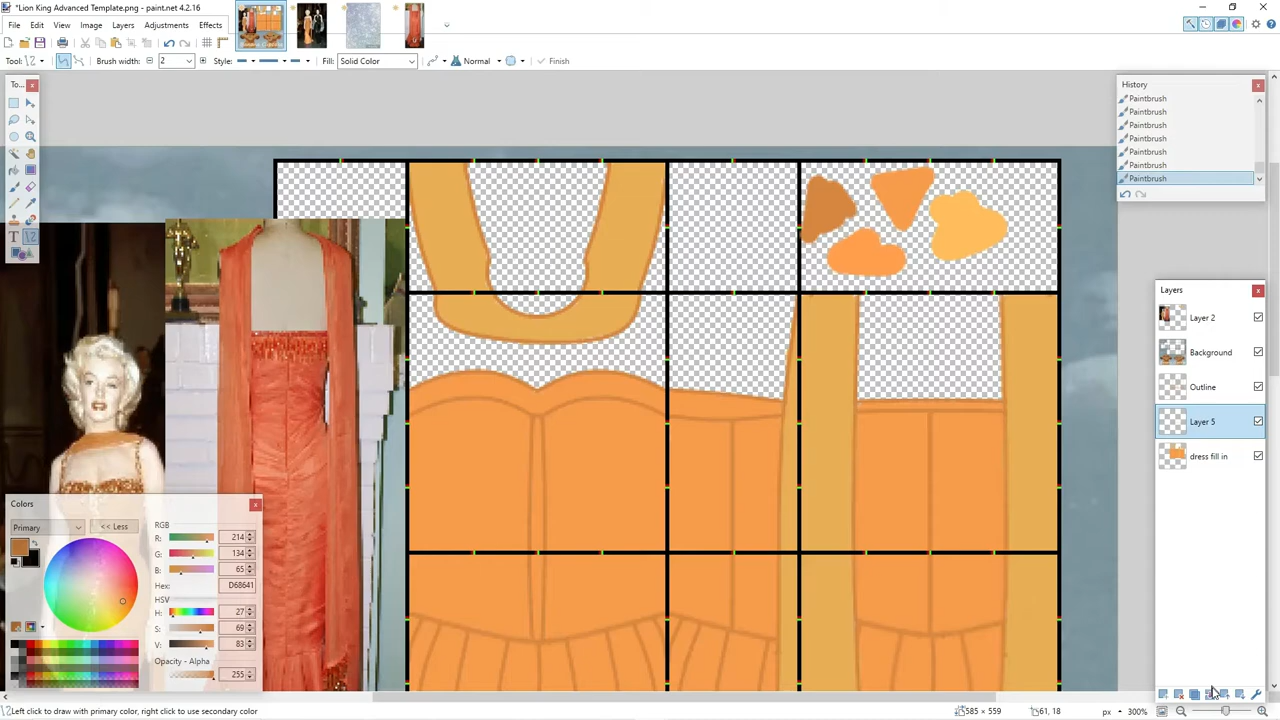 *Lion King Advanced Template.png - paint.net 4.2.16
File Edit View Image Layers Adjustments Effects
Tool: Brush width: 2 Style: Fill: Solid Color Normal Finish
To...
History
Paintbrush
Paintbrush
Paintbrush
Paintbrush
Paintbrush
Paintbrush
Paintbrush
Layers
Layer 2
Background
Outline
Layer 5
dress fill in
Colors
Primary << Less
RGB
R: 214
G: 134
B: 65
Hex: D68641
HSV
H: 27
S: 69
V: 83
Opacity - Alpha
255
Left click to draw with primary color, right click to use secondary color 585 × 559 61, 18 px 300%